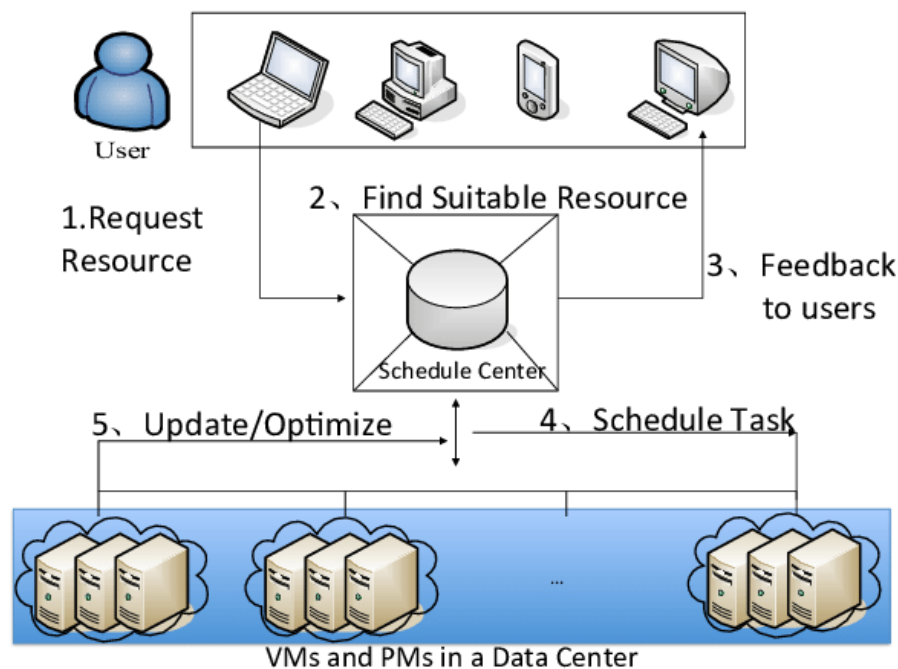 User
1.Request
Resource
2、Find Suitable Resource
3、Feedback
to users
Schedule Center
5、Update/Optimize
4、Schedule Task
...
VMs and PMs in a Data Center